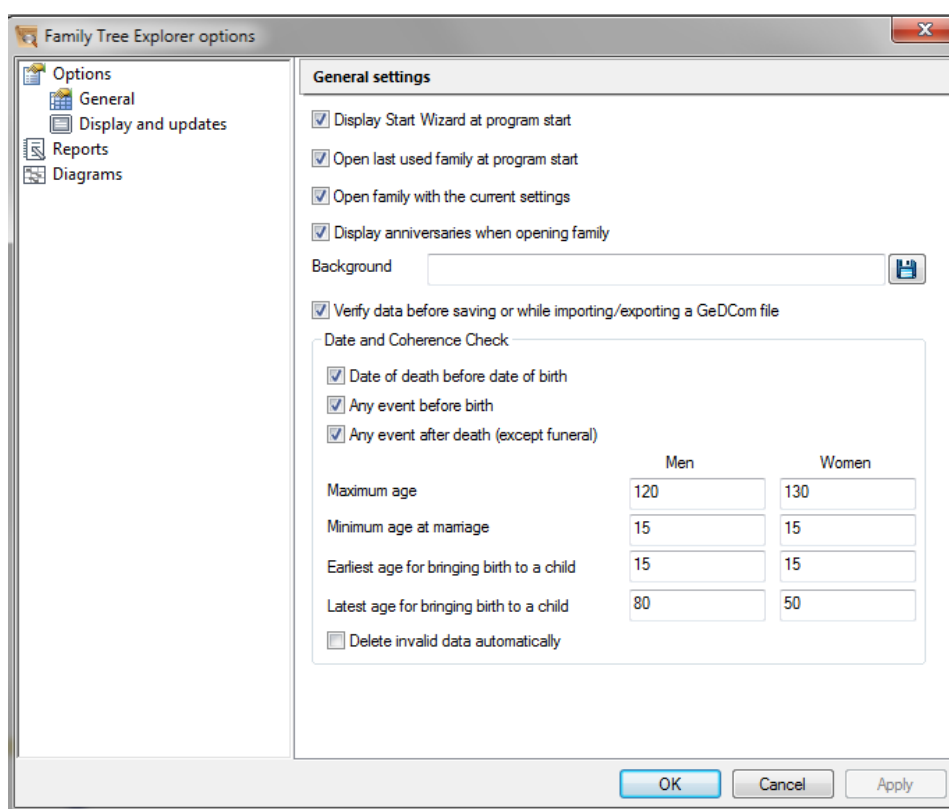 Family Tree Explorer options
Options
General
Display and updates
Reports
Diagrams
General settings
Display Start Wizard at program start
Open last used family at program start
Open family with the current settings
Display anniversaries when opening family
Background
Verify data before saving or while importing/exporting a GeDCom file
Date and Coherence Check
Date of death before date of birth
Any event before birth
Any event after death (except funeral)
Men Women
Maximum age 120 130
Minimum age at marriage 15 15
Earliest age for bringing birth to a child 15 15
Latest age for bringing birth to a child 80 50
Delete invalid data automatically
OK Cancel Apply